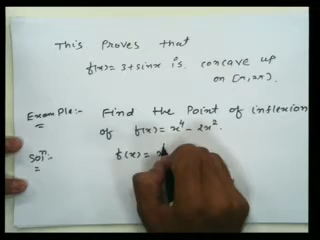 This Proves that
f(x) = 3 + sinx is concave up
on [π, 2π).
Example:- Find the Point of inflexion
of f(x) = x⁴ - 2x².
Solⁿ:- f(x) = x